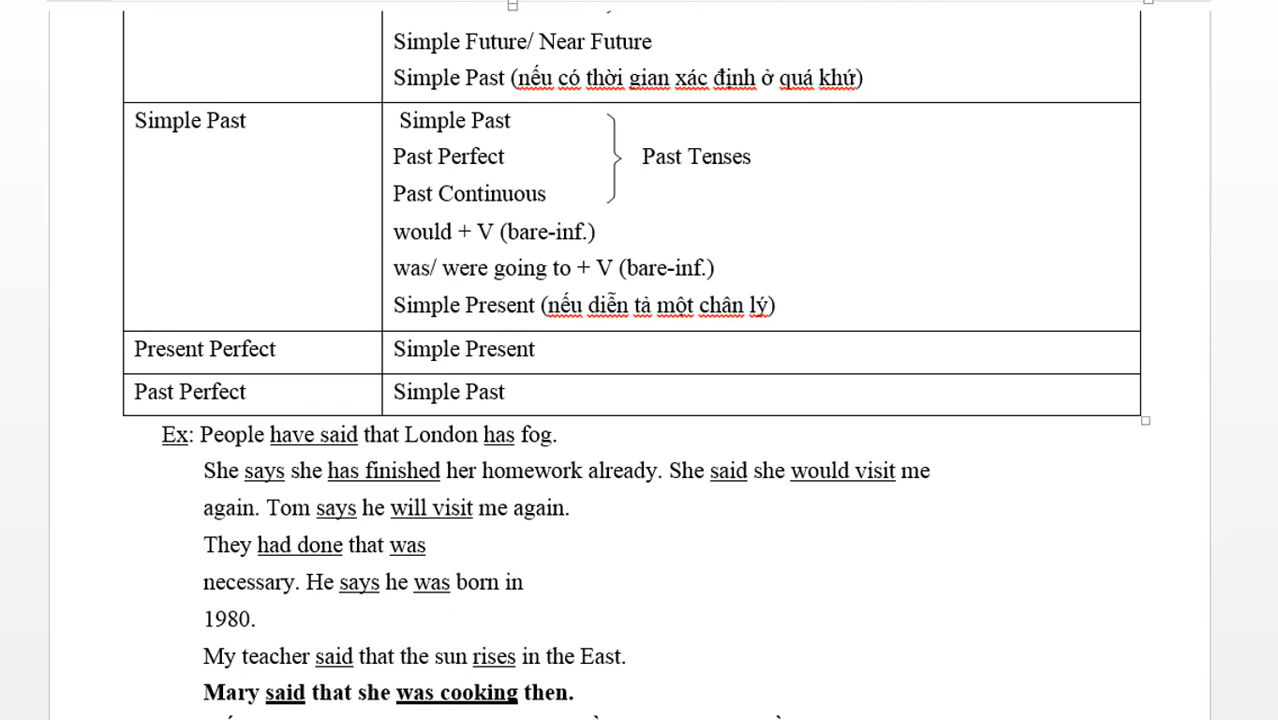 Simple Future/ Near Future
Simple Past (nếu có thời gian xác định ở quá khứ)
Simple Past
Simple Past
Past Perfect
Past Tenses
Past Continuous
would + V (bare-inf.)
was/ were going to + V (bare-inf.)
Simple Present (nếu diễn tả một chân lý)
Present Perfect
Simple Present
Past Perfect
Simple Past
Ex: People have said that London has fog.
She says she has finished her homework already. She said she would visit me
again. Tom says he will visit me again.
They had done that was
necessary. He says he was born in
1980.
My teacher said that the sun rises in the East.
Mary said that she was cooking then.